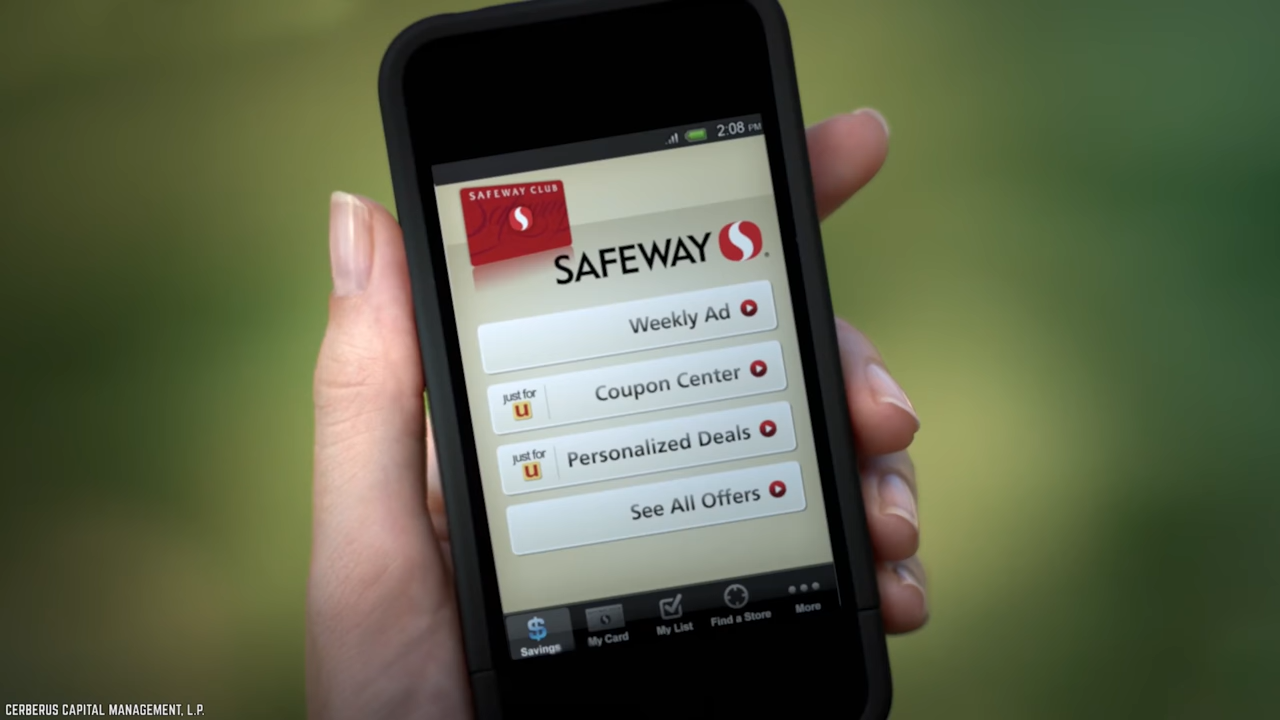 2:08 PM
SAFEWAY CLUB
SAFEWAY
Weekly Ad
just for u
Coupon Center
just for u
Personalized Deals
See All Offers
Savings
My Card
My List
Find a Store
More
CERBERUS CAPITAL MANAGEMENT, L.P.